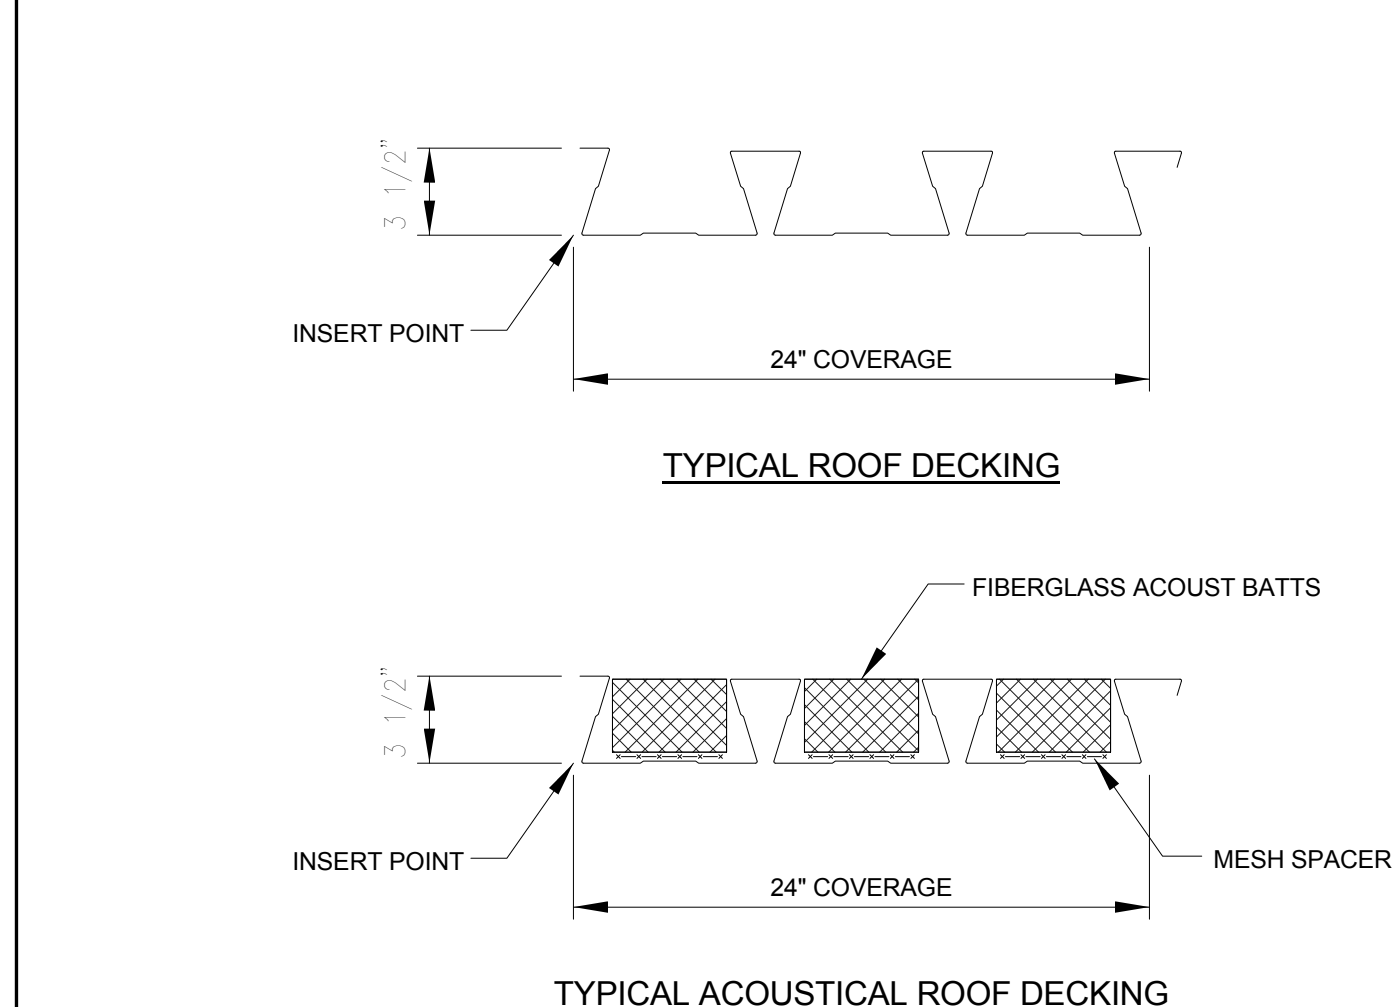 3 1/2"
INSERT POINT
24" COVERAGE
TYPICAL ROOF DECKING
FIBERGLASS ACOUST BATTS
3 1/2"
INSERT POINT
MESH SPACER
24" COVERAGE
TYPICAL ACOUSTICAL ROOF DECKING